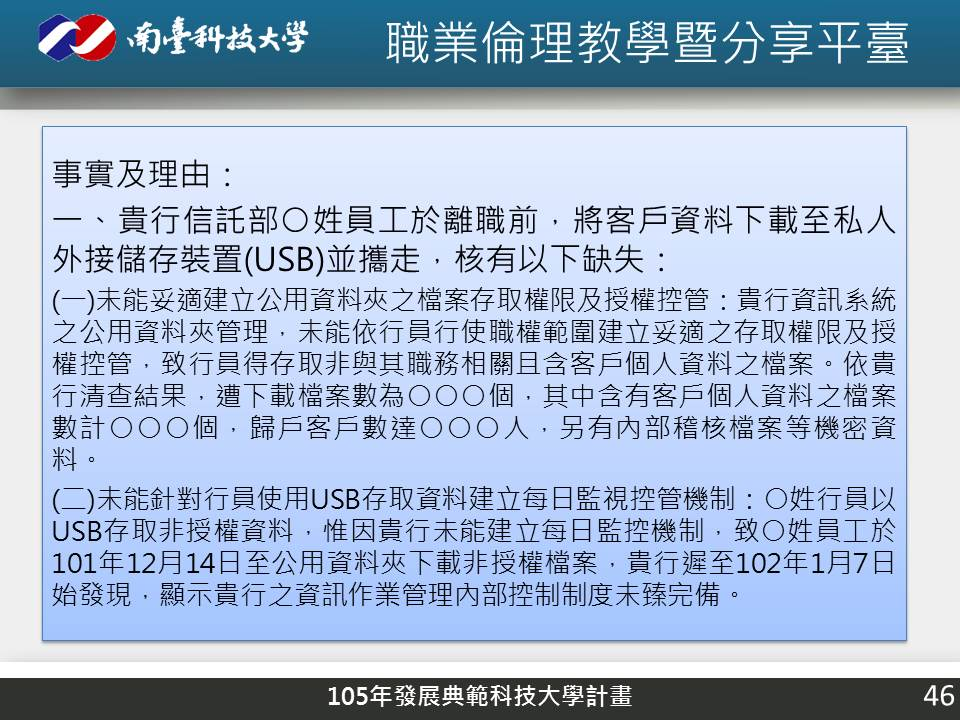 南臺科技大學
職業倫理教學暨分享平臺
事實及理由：
一、貴行信託部○姓員工於離職前，將客戶資料下載至私人
外接儲存裝置(USB)並攜走，核有以下缺失：
(一)未能妥適建立公用資料夾之檔案存取權限及授權控管：貴行資訊系統
之公用資料夾管理，未能依行員行使職權範圍建立妥適之存取權限及授
權控管，致行員得存取非與其職務相關且含客戶個人資料之檔案。依貴
行清查結果，遭下載檔案數為○○○個，其中含有客戶個人資料之檔案
數計○○○個，歸戶客戶數達○○○人，另有內部稽核檔案等機密資
料。
(二)未能針對行員使用USB存取資料建立每日監視控管機制：○姓行員以
USB存取非授權資料，惟因貴行未能建立每日監控機制，致○姓員工於
101年12月14日至公用資料夾下載非授權檔案，貴行遲至102年1月7日
始發現，顯示貴行之資訊作業管理內部控制制度未臻完備。
105年發展典範科技大學計畫
46